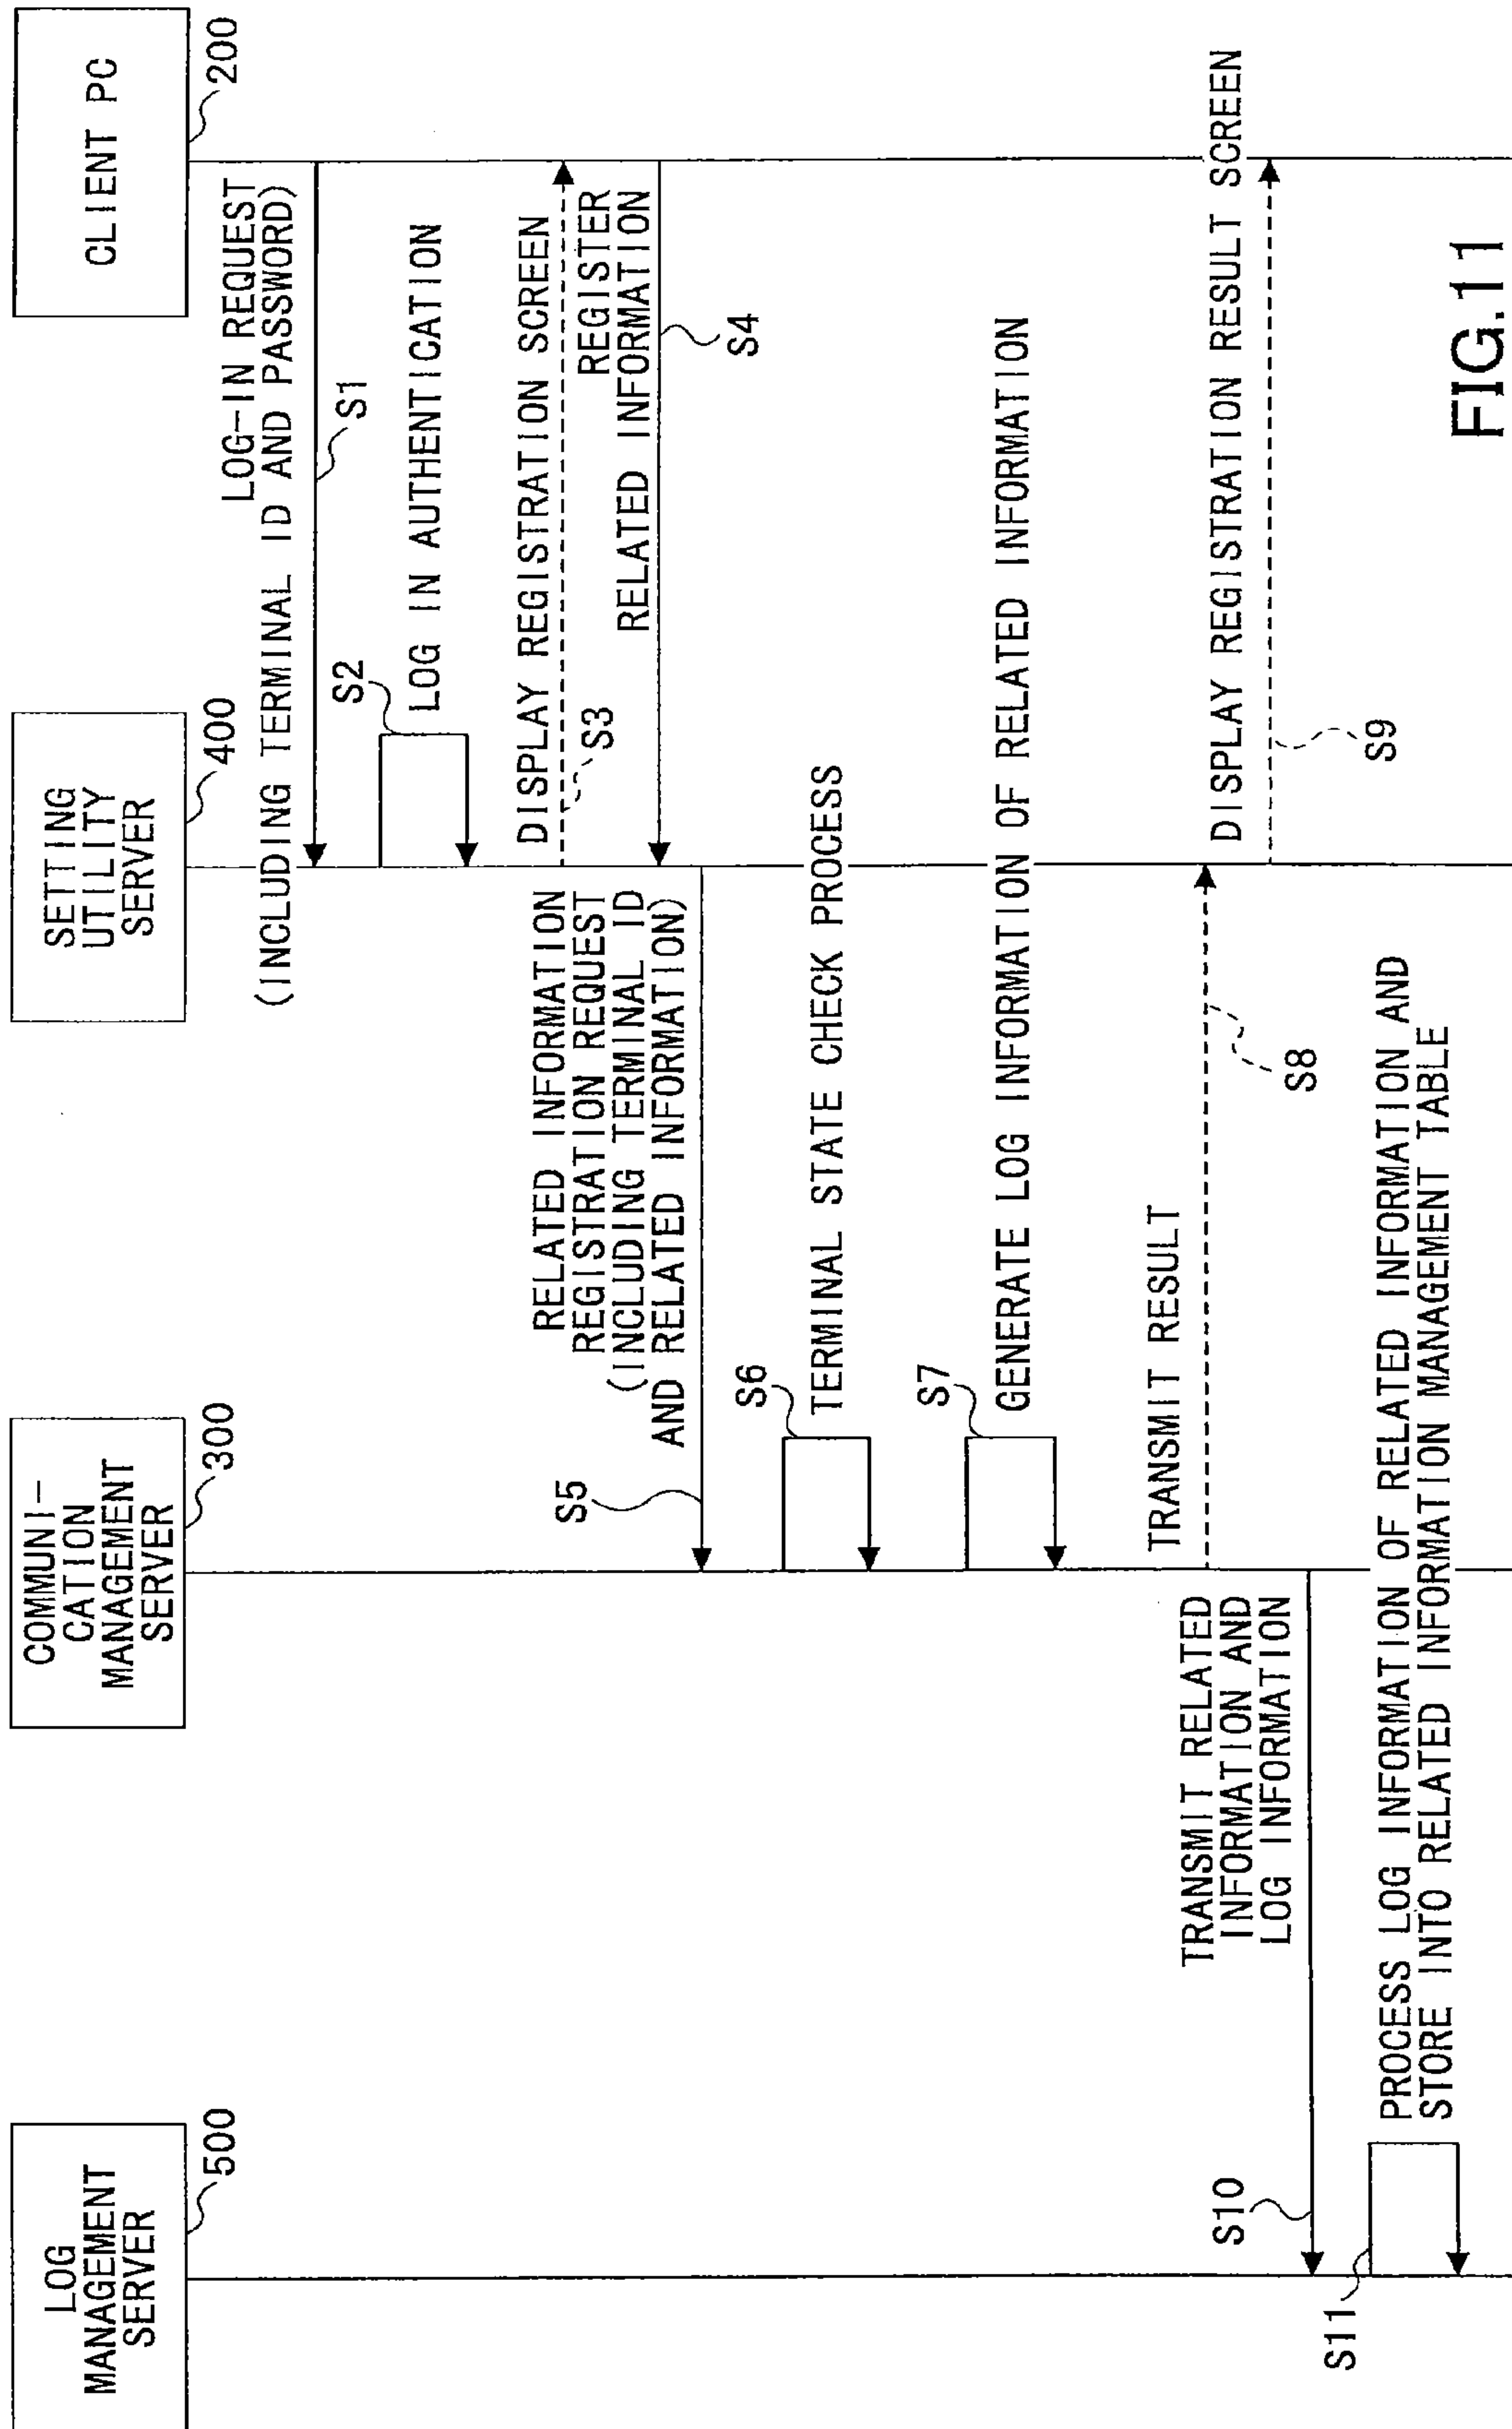 LOG
MANAGEMENT
SERVER
500
COMMUNI-
CATION
MANAGEMENT
SERVER
300
SETTING
UTILITY
SERVER
400
CLIENT PC
200
LOG-IN REQUEST
(INCLUDING TERMINAL ID AND PASSWORD)
S1
S2
LOG IN AUTHENTICATION
DISPLAY REGISTRATION SCREEN
S3
REGISTER
RELATED INFORMATION
S4
RELATED INFORMATION
REGISTRATION REQUEST
(INCLUDING TERMINAL ID
AND RELATED INFORMATION)
S5
S6
TERMINAL STATE CHECK PROCESS
S7
GENERATE LOG INFORMATION OF RELATED INFORMATION
TRANSMIT RESULT
S8
DISPLAY REGISTRATION RESULT SCREEN
S9
TRANSMIT RELATED
INFORMATION AND
LOG INFORMATION
S10
S11
PROCESS LOG INFORMATION OF RELATED INFORMATION AND
STORE INTO RELATED INFORMATION MANAGEMENT TABLE
FIG.11